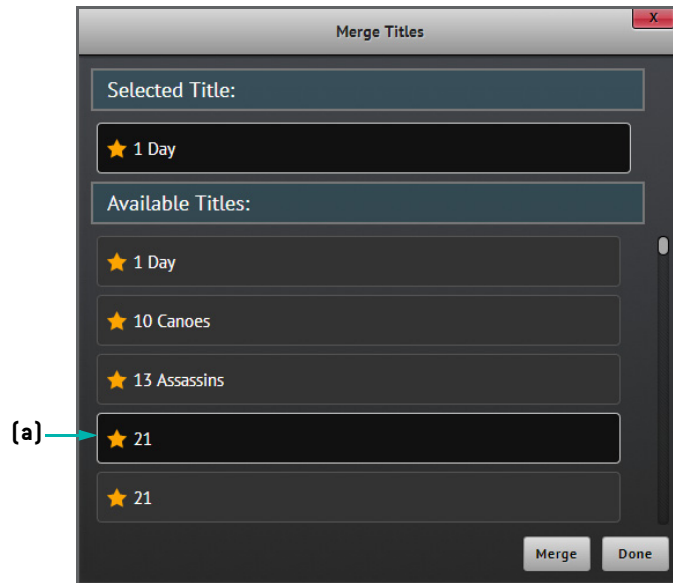 Merge Titles
X
Selected Title:
1 Day
Available Titles:
1 Day
10 Canoes
13 Assassins
(a)
21
21
Merge
Done